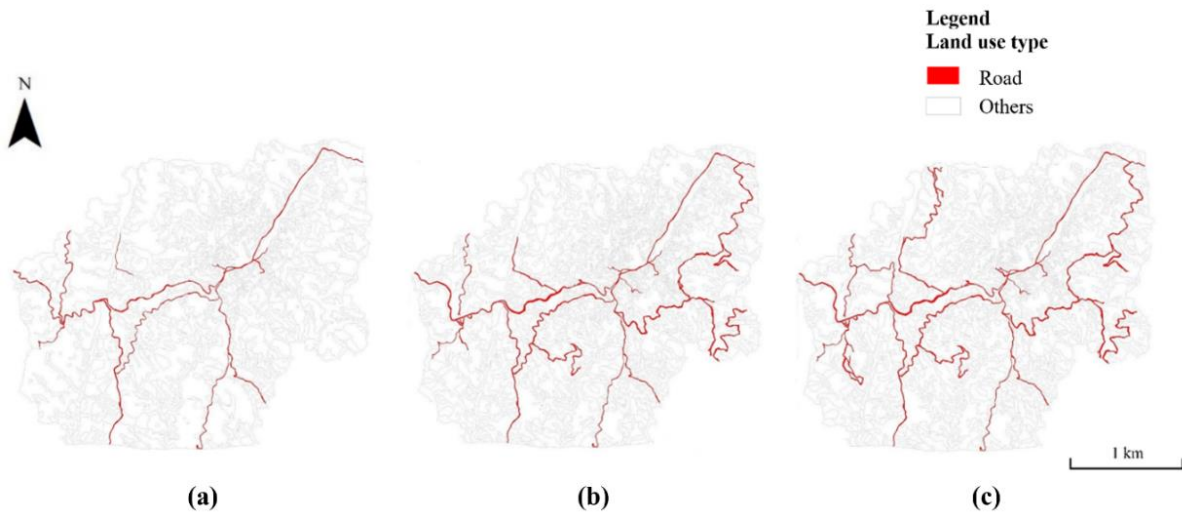 Legend
Land use type
Road
Others
N
1 km
(a)
(b)
(c)